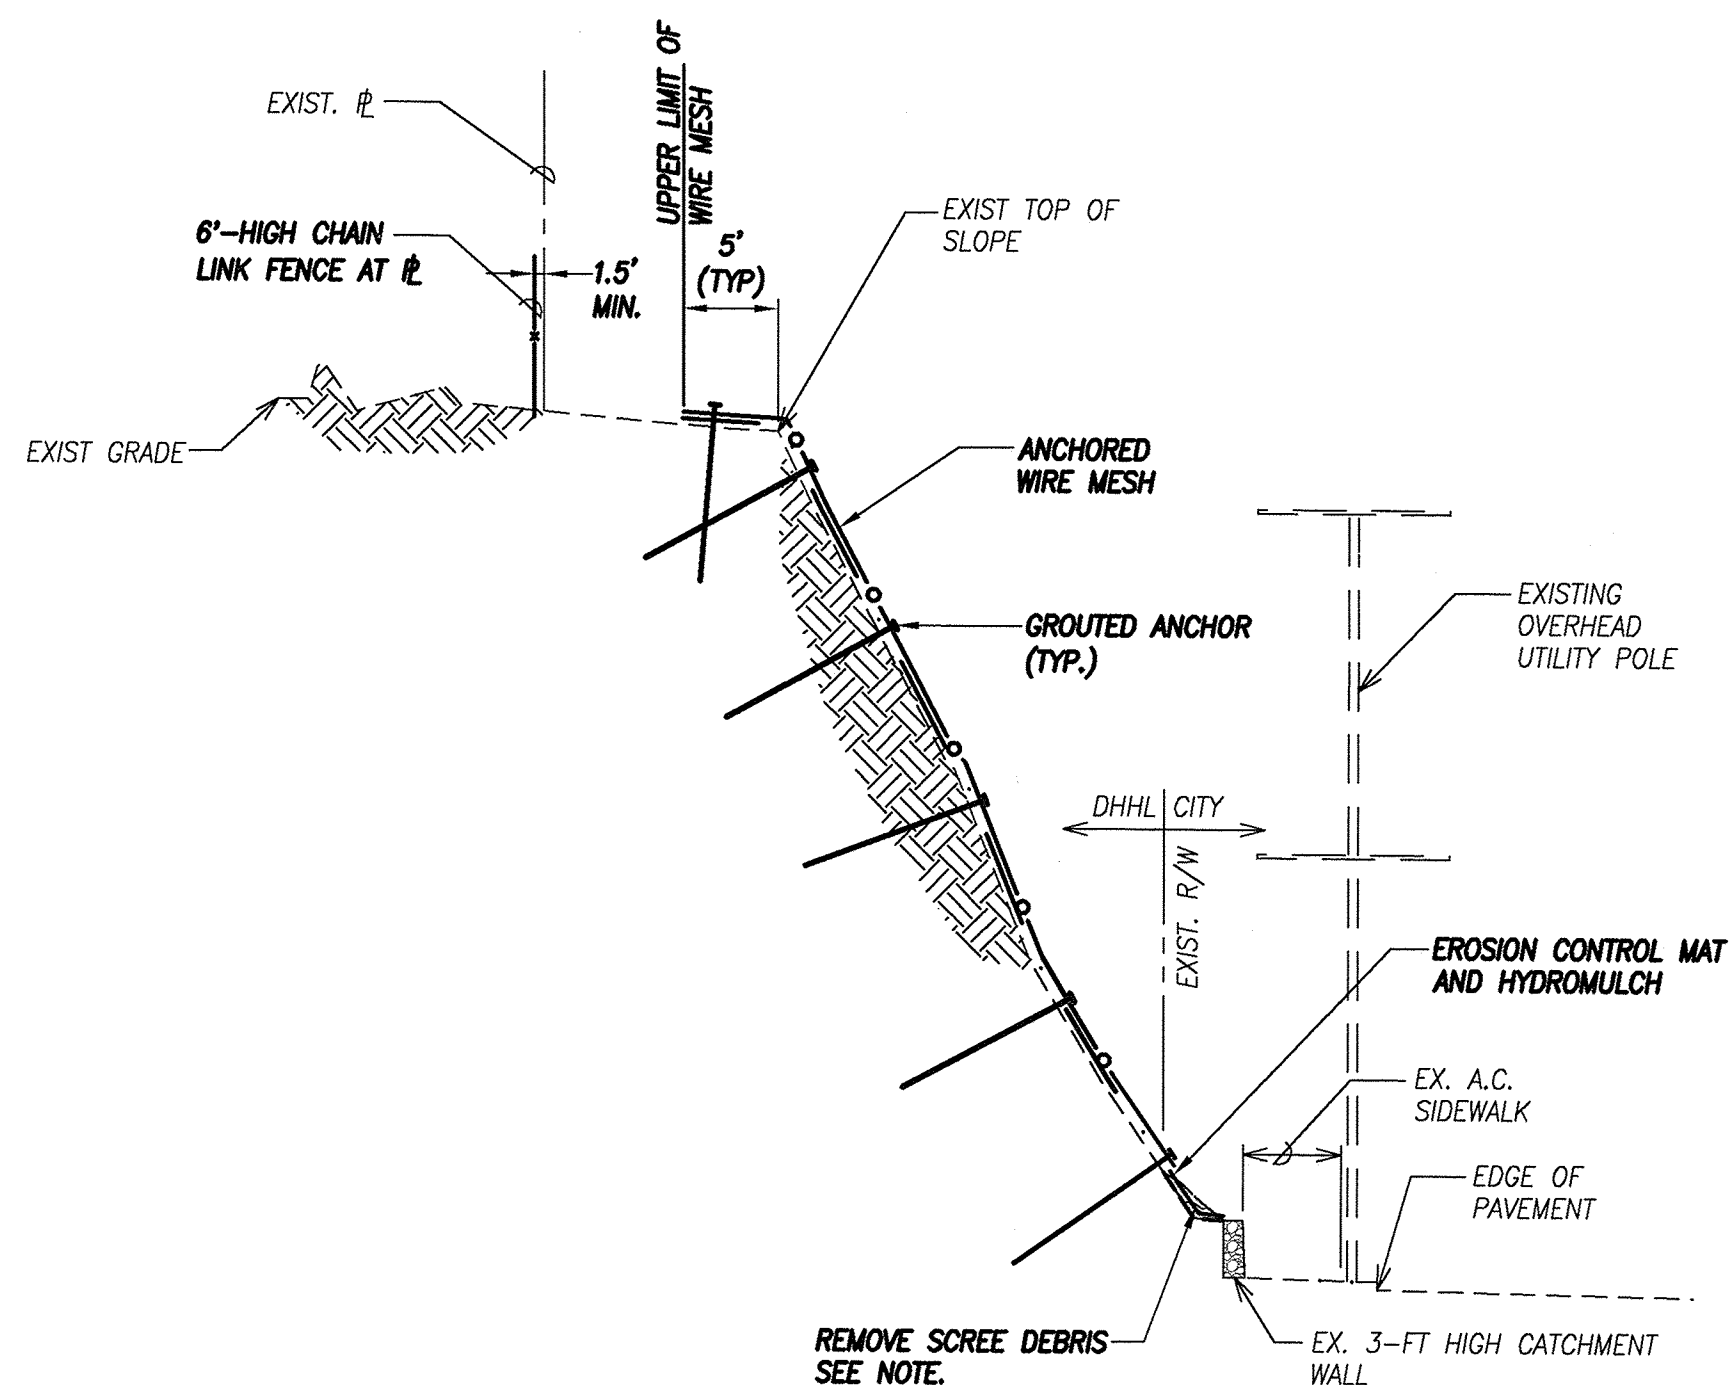 UPPER LIMIT OF
WIRE MESH
EXIST. ⅊
6'-HIGH CHAIN
LINK FENCE AT ⅊
1.5'
MIN.
5'
(TYP)
EXIST TOP OF
SLOPE
EXIST GRADE
ANCHORED
WIRE MESH
GROUTED ANCHOR
(TYP.)
EXISTING
OVERHEAD
UTILITY POLE
DHHL CITY
EXIST. R/W
EROSION CONTROL MAT
AND HYDROMULCH
EX. A.C.
SIDEWALK
EDGE OF
PAVEMENT
REMOVE SCREE DEBRIS
SEE NOTE.
EX. 3-FT HIGH CATCHMENT
WALL